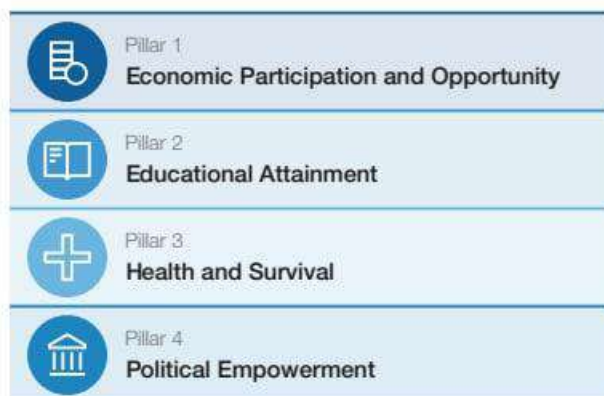 Pillar 1
Economic Participation and Opportunity
Pillar 2
Educational Attainment
Pillar 3
Health and Survival
Pillar 4
Political Empowerment